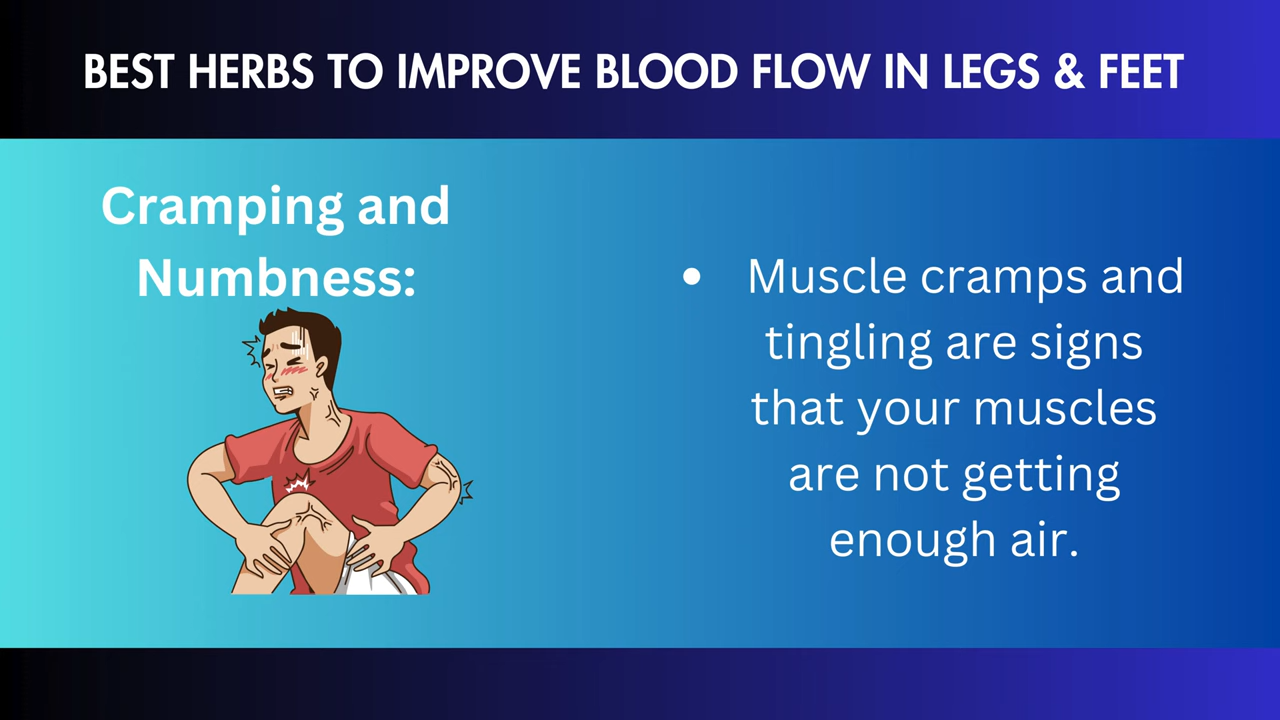 BEST HERBS TO IMPROVE BLOOD FLOW IN LEGS & FEET
Cramping and
Numbness:
• Muscle cramps and
tingling are signs
that your muscles
are not getting
enough air.